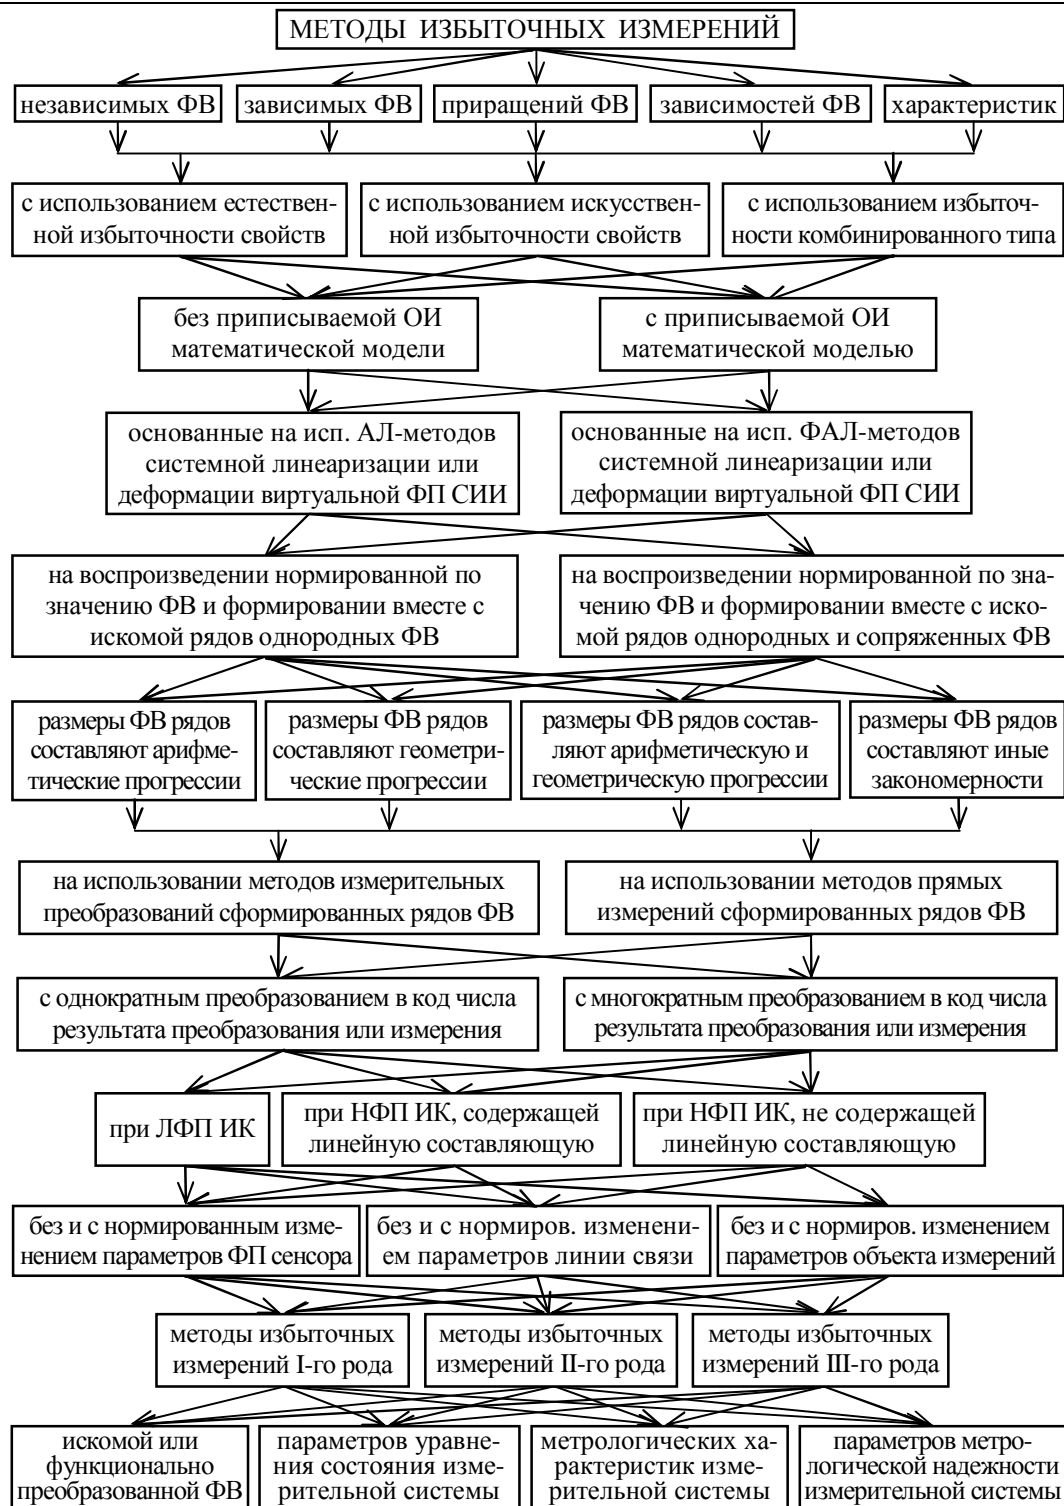 МЕТОДЫ ИЗБЫТОЧНЫХ ИЗМЕРЕНИЙ
независимых ФВ
зависимых ФВ
приращений ФВ
зависимостей ФВ
характеристик
с использованием естествен-
ной избыточности свойств
с использованием искусствен-
ной избыточности свойств
с использованием избыточ-
ности комбинированного типа
без приписываемой ОИ
математической модели
с приписываемой ОИ
математической моделью
основанные на исп. АЛ-методов
системной линеаризации или
деформации виртуальной ФП СИИ
основанные на исп. ФАЛ-методов
системной линеаризации или
деформации виртуальной ФП СИИ
на воспроизведении нормированной по
значению ФВ и формировании вместе с
искомой рядов однородных ФВ
на воспроизведении нормированной по зна-
чению ФВ и формировании вместе с иско-
мой рядов однородных и сопряженных ФВ
размеры ФВ рядов
составляют арифме-
тические прогрессии
размеры ФВ рядов
составляют геометри-
ческие прогрессии
размеры ФВ рядов состав-
ляют арифметическую и
геометрическую прогрессии
размеры ФВ рядов
составляют иные
закономерности
на использовании методов измерительных
преобразований сформированных рядов ФВ
на использовании методов прямых
измерений сформированных рядов ФВ
с однократным преобразованием в код числа
результата преобразования или измерения
с многократным преобразованием в код числа
результата преобразования или измерения
при ЛФП ИК
при НФП ИК, содержащей
линейную составляющую
при НФП ИК, не содержащей
линейную составляющую
без и с нормированным изме-
нением параметров ФП сенсора
без и с нормиров. изменени-
ем параметров линии связи
без и с нормиров. изменением
параметров объекта измерений
методы избыточных
измерений I-го рода
методы избыточных
измерений II-го рода
методы избыточных
измерений III-го рода
искомой или
функционально
преобразованной ФВ
параметров уравне-
ния состояния изме-
рительной системы
метрологических ха-
рактеристик изме-
рительной системы
параметров метро-
логической надежности
измерительной системы